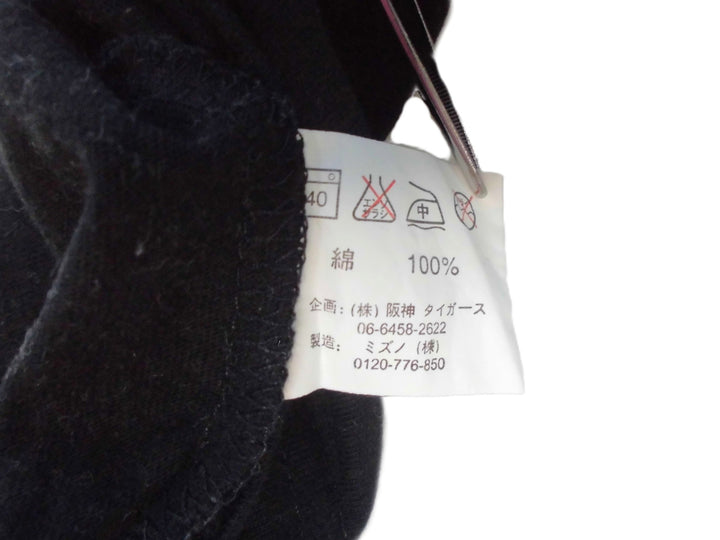 40 エンソ サラシ 中
綿 100%
企画: (株) 阪神 タイガース
06-6458-2622
製造: ミズノ (株)
0120-776-850